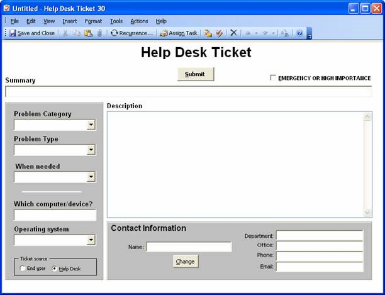 Untitled - Help Desk Ticket 30
File Edit View Insert Format Tools Actions Help
Save and Close Recurrence... Assign Task
Help Desk Ticket
Submit
EMERGENCY OR HIGH IMPORTANCE
Summary
Description
Problem Category
Problem Type
When needed
Which computer/device?
Operating system
Ticket source
End user Help Desk
Contact Information
Name:
Change
Department:
Office:
Phone:
Email: